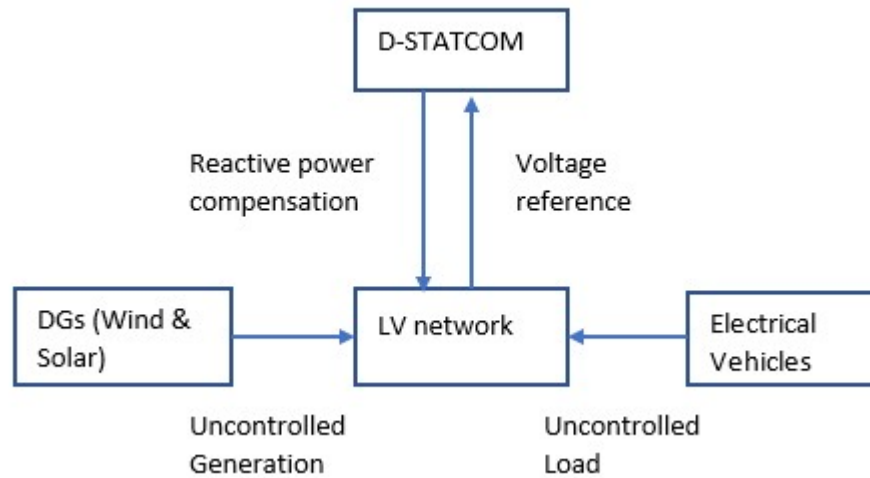 D-STATCOM
Reactive power
compensation
Voltage
reference
DGs (Wind &
Solar)
LV network
Electrical
Vehicles
Uncontrolled
Generation
Uncontrolled
Load